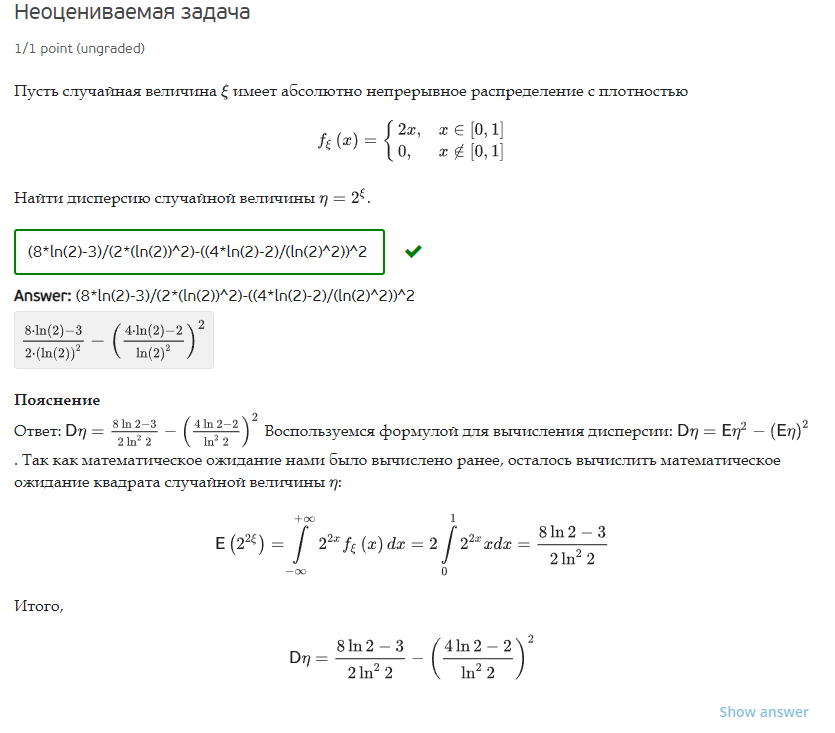 Неоцениваемая задача
1/1 point (ungraded)
Пусть случайная величина ξ имеет абсолютно непрерывное распределение с плотностью
f_ξ (x) = { 2x, x ∈ [0, 1]
0, x ∉ [0, 1]
Найти дисперсию случайной величины η = 2^ξ.
(8*ln(2)-3)/(2*(ln(2))^2)-((4*ln(2)-2)/(ln(2)^2))^2
Answer: (8*ln(2)-3)/(2*(ln(2))^2)-((4*ln(2)-2)/(ln(2)^2))^2
(8·ln(2)−3)/(2·(ln(2))²) − ((4·ln(2)−2)/(ln(2)²))²
Пояснение
Ответ: Dη = (8 ln 2−3)/(2 ln² 2) − ((4 ln 2−2)/(ln² 2))² Воспользуемся формулой для вычисления дисперсии: Dη = Eη² − (Eη)²
. Так как математическое ожидание нами было вычислено ранее, осталось вычислить математическое
ожидание квадрата случайной величины η:
E (2^{2ξ}) = ∫_{−∞}^{+∞} 2^{2x} f_ξ (x) dx = 2 ∫_0^1 2^{2x} xdx = (8 ln 2 − 3)/(2 ln² 2)
Итого,
Dη = (8 ln 2 − 3)/(2 ln² 2) − ((4 ln 2 − 2)/(ln² 2))²
Show answer